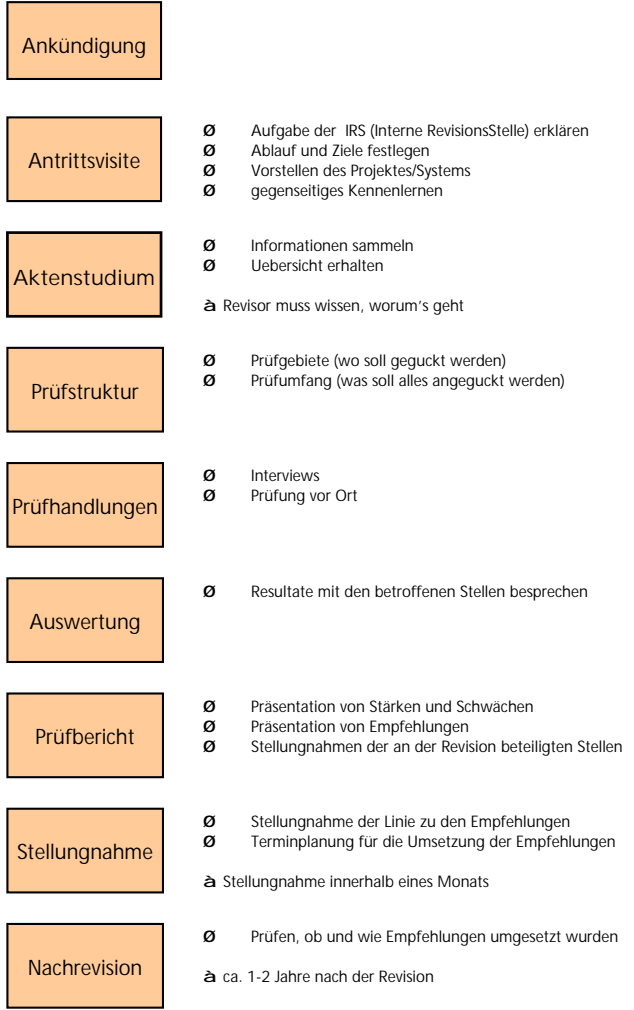 Ankündigung
Antrittsvisite
Ø Aufgabe der IRS (Interne RevisionsStelle) erklären
Ø Ablauf und Ziele festlegen
Ø Vorstellen des Projektes/Systems
Ø gegenseitiges Kennenlernen
Aktenstudium
Ø Informationen sammeln
Ø Uebersicht erhalten
à Revisor muss wissen, worum's geht
Prüfstruktur
Ø Prüfgebiete (wo soll geguckt werden)
Ø Prüfumfang (was soll alles angeguckt werden)
Prüfhandlungen
Ø Interviews
Ø Prüfung vor Ort
Auswertung
Ø Resultate mit den betroffenen Stellen besprechen
Prüfbericht
Ø Präsentation von Stärken und Schwächen
Ø Präsentation von Empfehlungen
Ø Stellungnahmen der an der Revision beteiligten Stellen
Stellungnahme
Ø Stellungnahme der Linie zu den Empfehlungen
Ø Terminplanung für die Umsetzung der Empfehlungen
à Stellungnahme innerhalb eines Monats
Nachrevision
Ø Prüfen, ob und wie Empfehlungen umgesetzt wurden
à ca. 1-2 Jahre nach der Revision